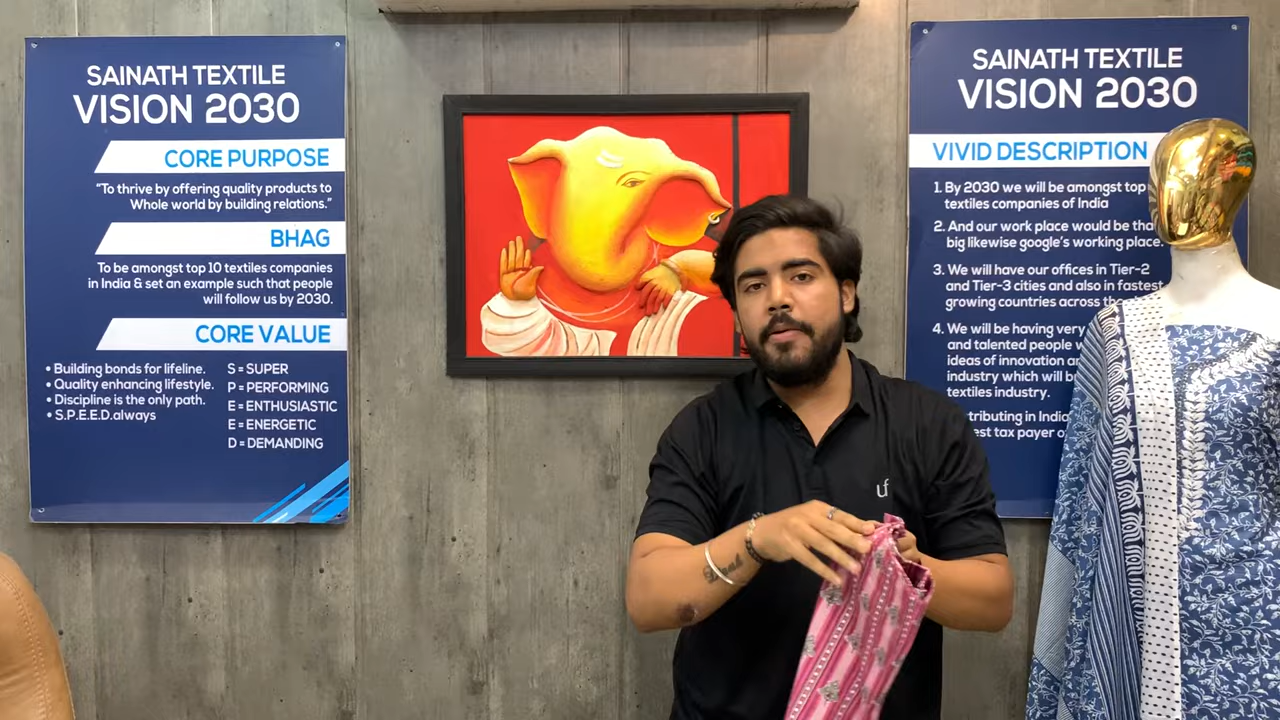 SAINATH TEXTILE
VISION 2030
CORE PURPOSE
"To thrive by offering quality products to
Whole world by building relations."
BHAG
To be amongst top 10 textiles companies
in India & set an example such that people
will follow us by 2030.
CORE VALUE
• Building bonds for lifeline.
• Quality enhancing lifestyle.
• Discipline is the only path.
• S.P.E.E.D.always
S = SUPER
P = PERFORMING
E = ENTHUSIASTIC
E = ENERGETIC
D = DEMANDING
SAINATH TEXTILE
VISION 2030
VIVID DESCRIPTION
1. By 2030 we will be amongst top
textiles companies of India
2. And our work place would be
big likewise google's working place.
3. We will have our offices in Tier-2
and Tier-3 cities and also in fastest
growing countries across
4. We will be having very
and talented people
ideas of innovation
industry which will
textiles industry.
in India
tax payer
uf